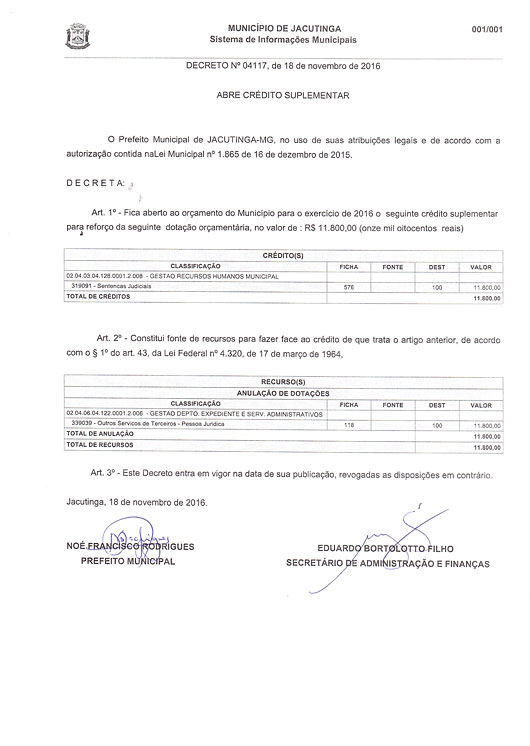 MUNICÍPIO DE JACUTINGA 001/001
Sistema de Informações Municipais
DECRETO Nº 04117, de 18 de novembro de 2016
ABRE CRÉDITO SUPLEMENTAR
O Prefeito Municipal de JACUTINGA-MG, no uso de suas atribuições legais e de acordo com a
autorização contida naLei Municipal nº 1.865 de 16 de dezembro de 2015.
D E C R E T A:
Art. 1º - Fica aberto ao orçamento do Município para o exercício de 2016 o seguinte crédito suplementar
para reforço da seguinte dotação orçamentária, no valor de : R$ 11.800,00 (onze mil oitocentos reais)
CRÉDITO(S)
CLASSIFICAÇÃO FICHA FONTE DEST VALOR
02.04.03.04.128.0001.2.009 - GESTAO RECURSOS HUMANOS MUNICIPAL
319091 - Sentencas Judiciais 576 100 11.800,00
TOTAL DE CRÉDITOS 11.800,00
Art. 2º - Constitui fonte de recursos para fazer face ao crédito de que trata o artigo anterior, de acordo
com o § 1º do art. 43, da Lei Federal nº 4.320, de 17 de março de 1964,
RECURSO(S)
ANULAÇÃO DE DOTAÇÕES
CLASSIFICAÇÃO FICHA FONTE DEST VALOR
02.04.06.04.122.0001.2.006 - GESTAO DEPTO. EXPEDIENTE E SERV. ADMINISTRATIVOS
339039 - Outros Servicos de Terceiros - Pessoa Juridica 118 100 11.800,00
TOTAL DE ANULAÇÃO 11.800,00
TOTAL DE RECURSOS 11.800,00
Art. 3º - Este Decreto entra em vigor na data de sua publicação, revogadas as disposições em contrário.
Jacutinga, 18 de novembro de 2016.
NOÉ FRANCISCO RODRIGUES
PREFEITO MUNICIPAL
EDUARDO BORTOLOTTO FILHO
SECRETÁRIO DE ADMINISTRAÇÃO E FINANÇAS